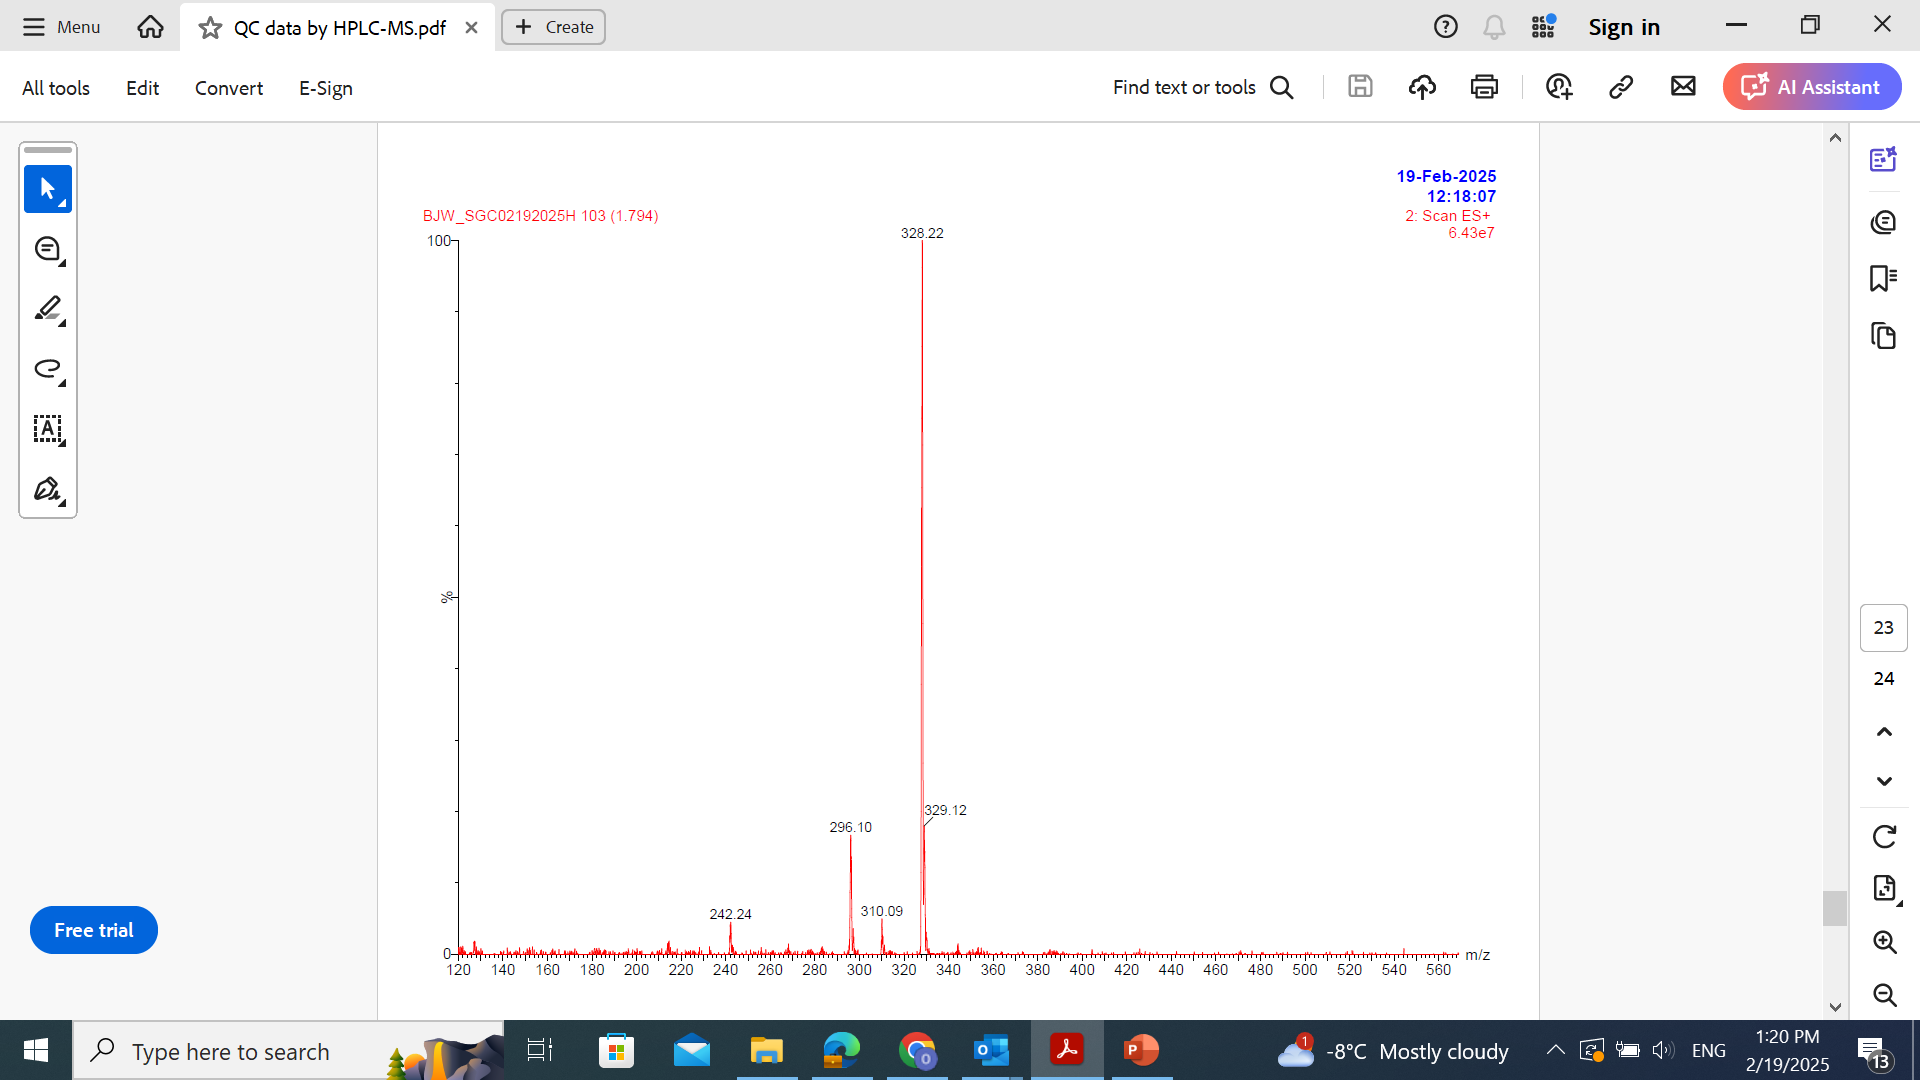 Menu
QC data by HPLC-MS.pdf
Create
Sign in
All tools
Edit
Convert
E-Sign
Find text or tools
AI Assistant
19-Feb-2025
12:18:07
BJW_SGC02192025H 103 (1.794)
2: Scan ES+
6.43e7
100
328.22
%
329.12
296.10
242.24
310.09
0
m/z
120 140 160 180 200 220 240 260 280 300 320 340 360 380 400 420 440 460 480 500 520 540 560
A
23
24
Free trial
Type here to search
O
O
P
1
-8°C Mostly cloudy
ENG
1:20 PM
2/19/2025
13